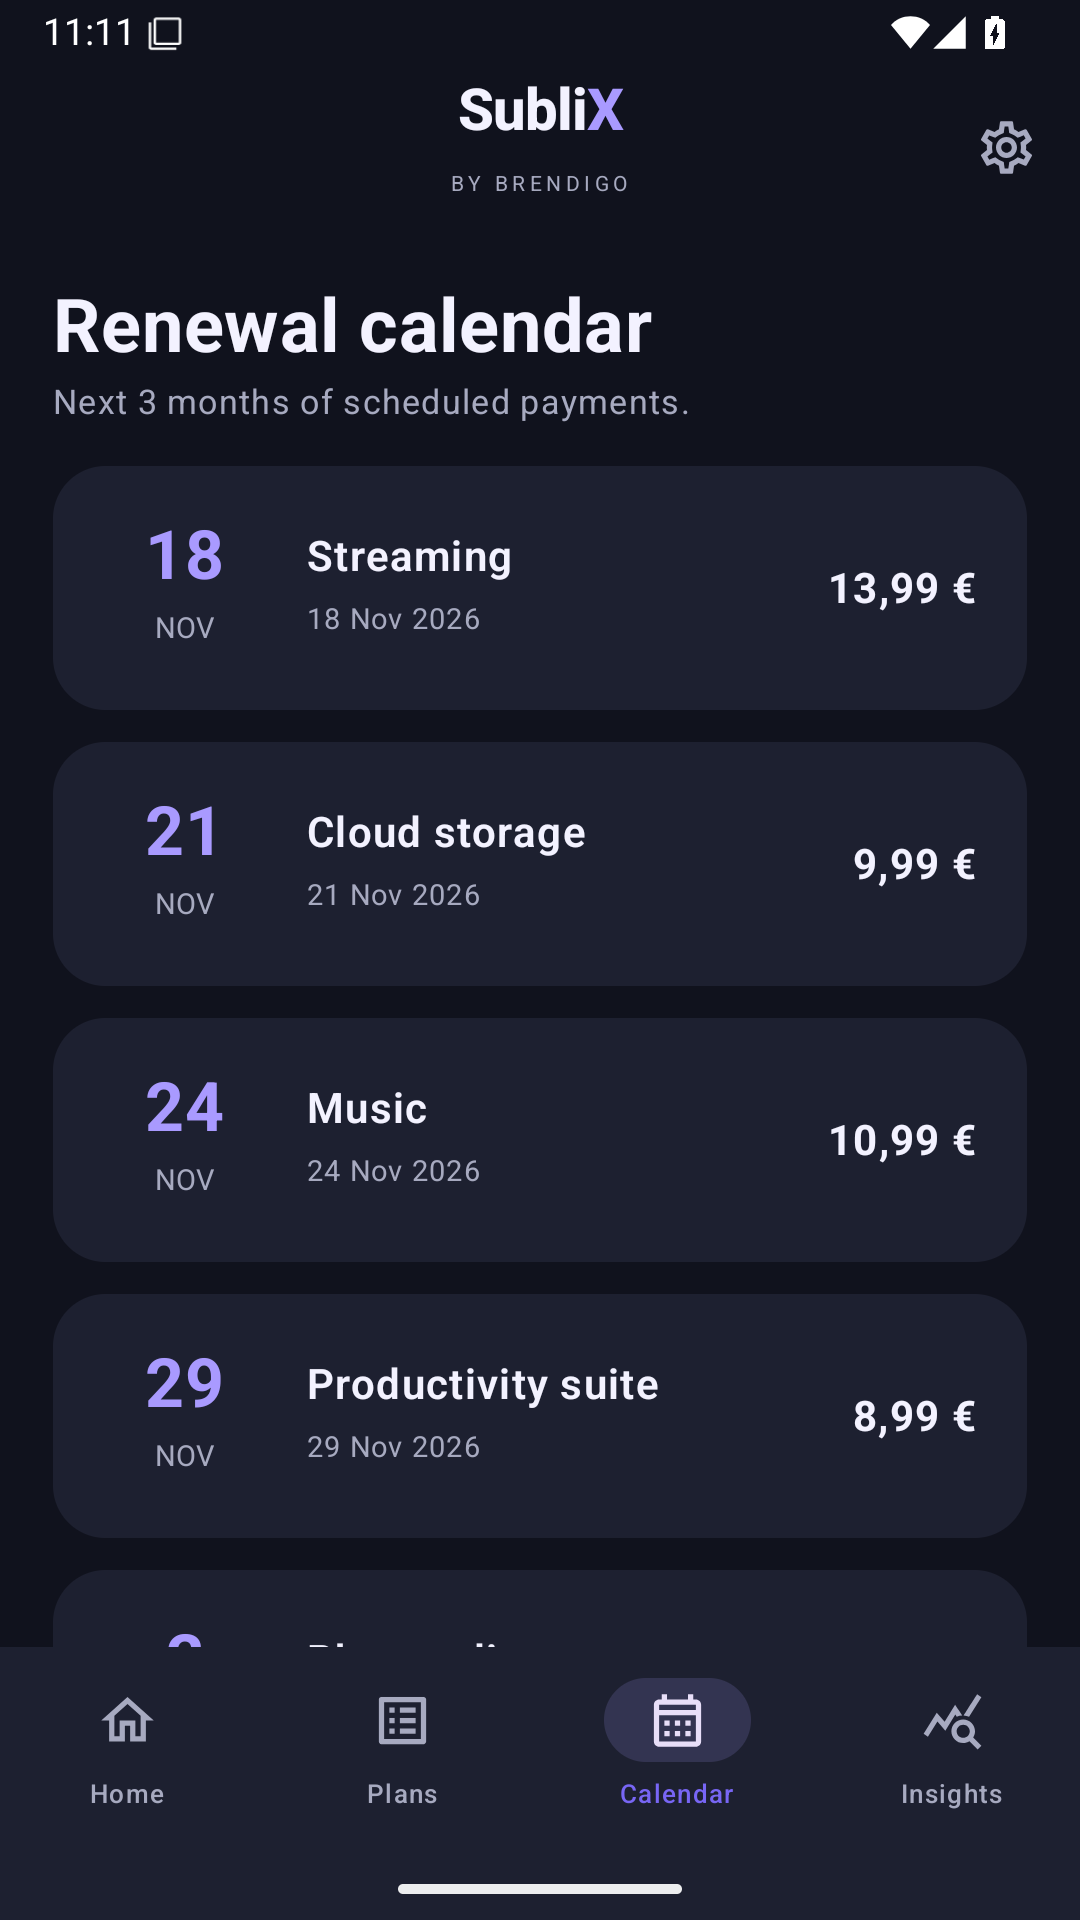 11:11
SubliX
BY BRENDIGO
Renewal calendar
Next 3 months of scheduled payments.
18
NOV
Streaming
18 Nov 2026
13,99 €
21
NOV
Cloud storage
21 Nov 2026
9,99 €
24
NOV
Music
24 Nov 2026
10,99 €
29
NOV
Productivity suite
29 Nov 2026
8,99 €
Home
Plans
Calendar
Insights